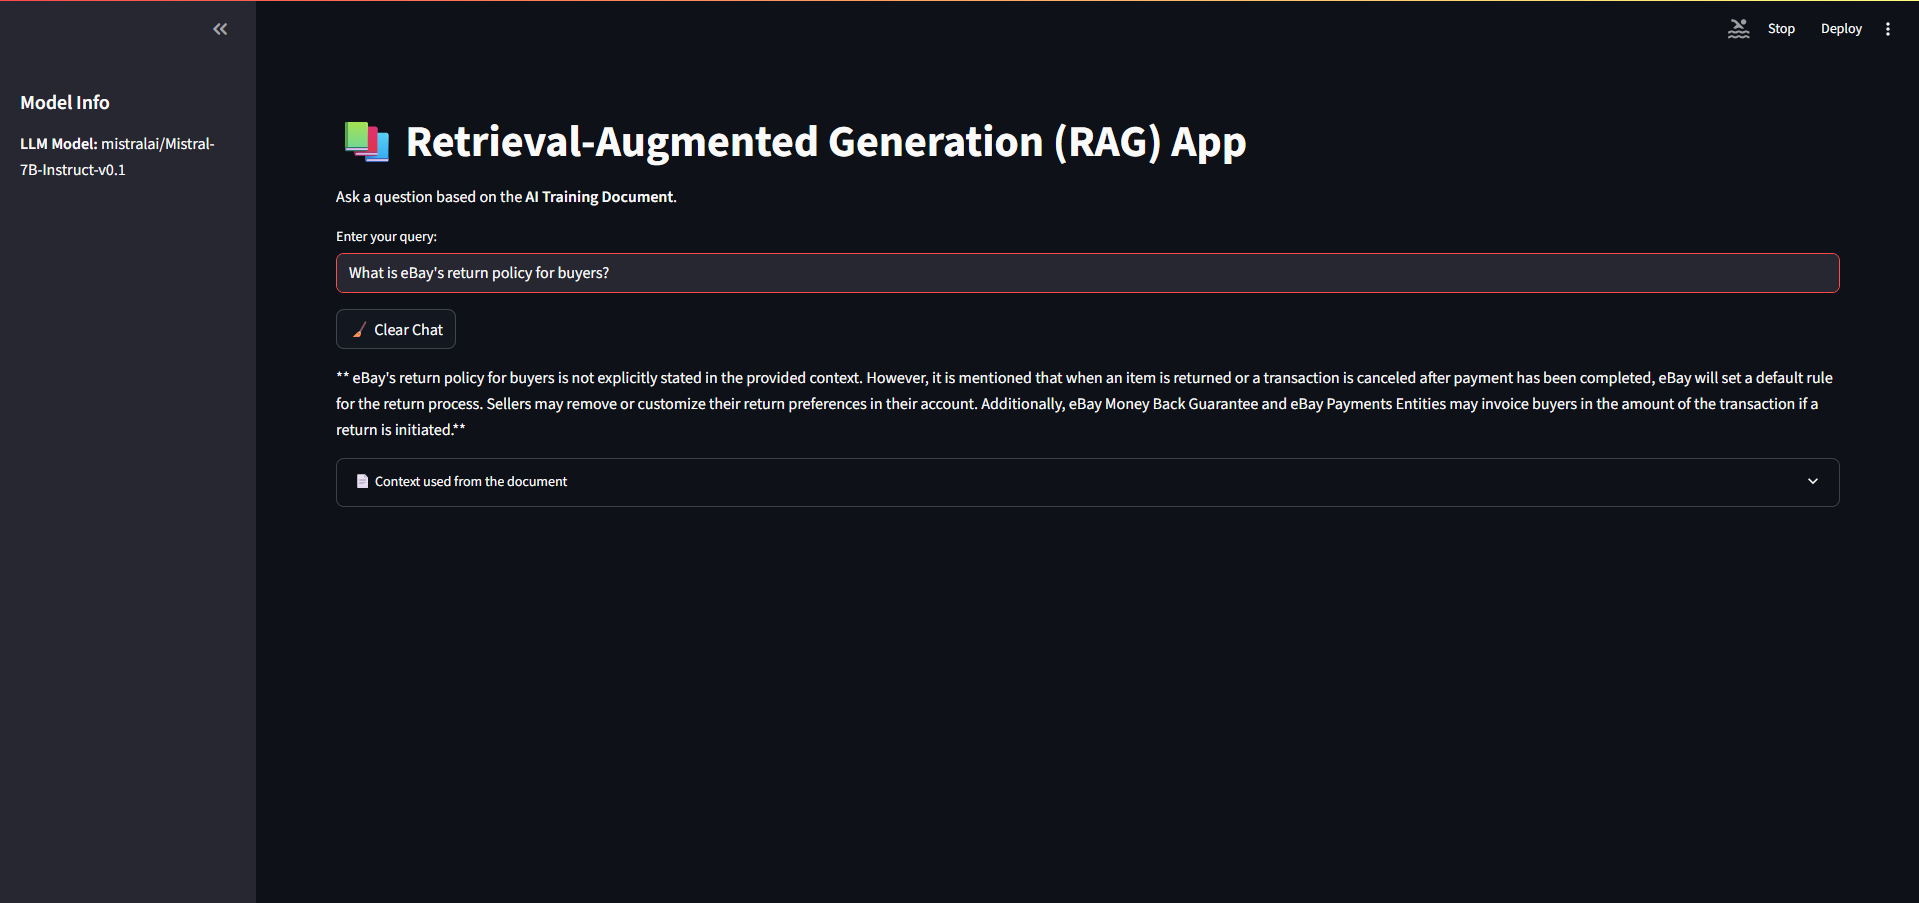 Stop
Deploy
Model Info
LLM Model: mistralai/Mistral-
7B-Instruct-v0.1
Retrieval-Augmented Generation (RAG) App
Ask a question based on the AI Training Document.
Enter your query:
What is eBay's return policy for buyers?
Clear Chat
** eBay's return policy for buyers is not explicitly stated in the provided context. However, it is mentioned that when an item is returned or a transaction is canceled after payment has been completed, eBay will set a default rule
for the return process. Sellers may remove or customize their return preferences in their account. Additionally, eBay Money Back Guarantee and eBay Payments Entities may invoice buyers in the amount of the transaction if a
return is initiated.**
Context used from the document